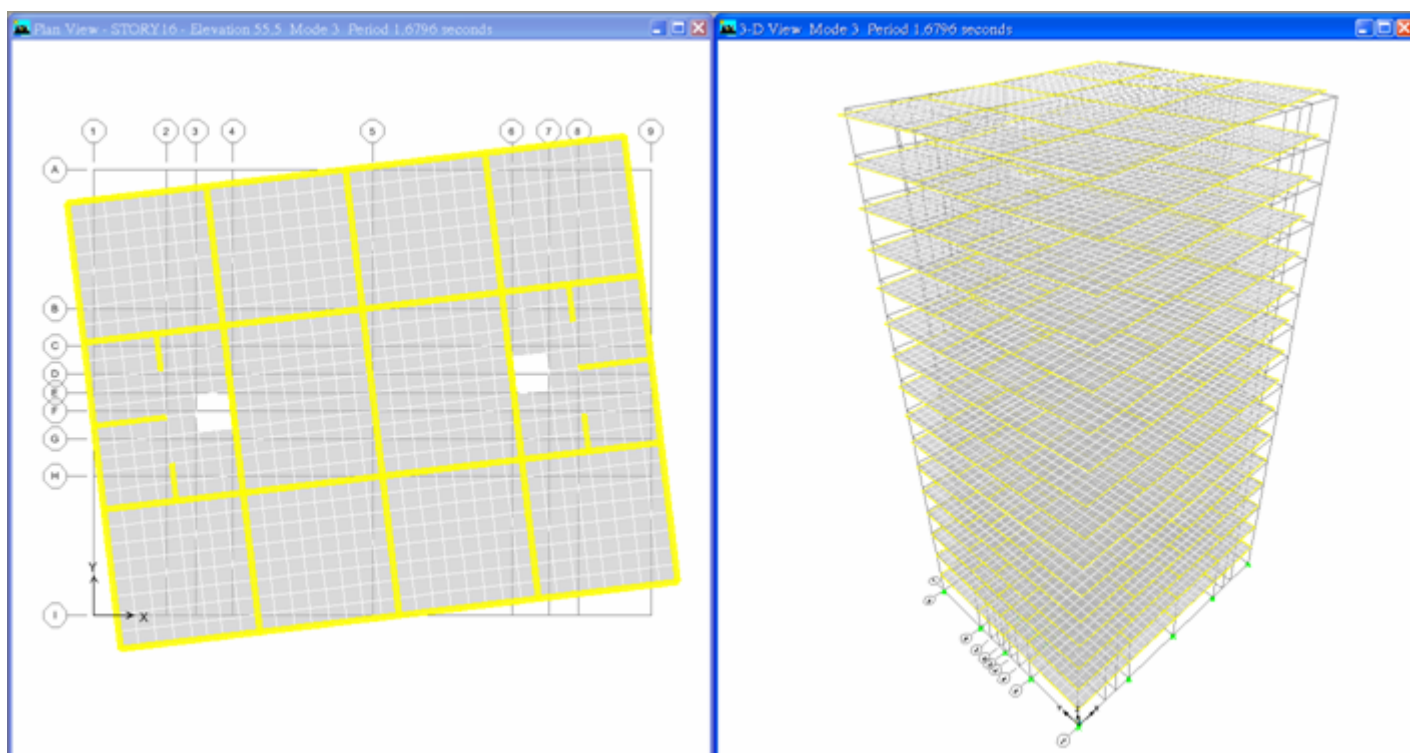 Plan View - STORY16 - Elevation 55.5 Mode 3 Period 1.6796 seconds
3-D View Mode 3 Period 1.6796 seconds
1 2 3 4 5 6 7 8 9
A
B
C
D
E
F
G
H
Y
X
I